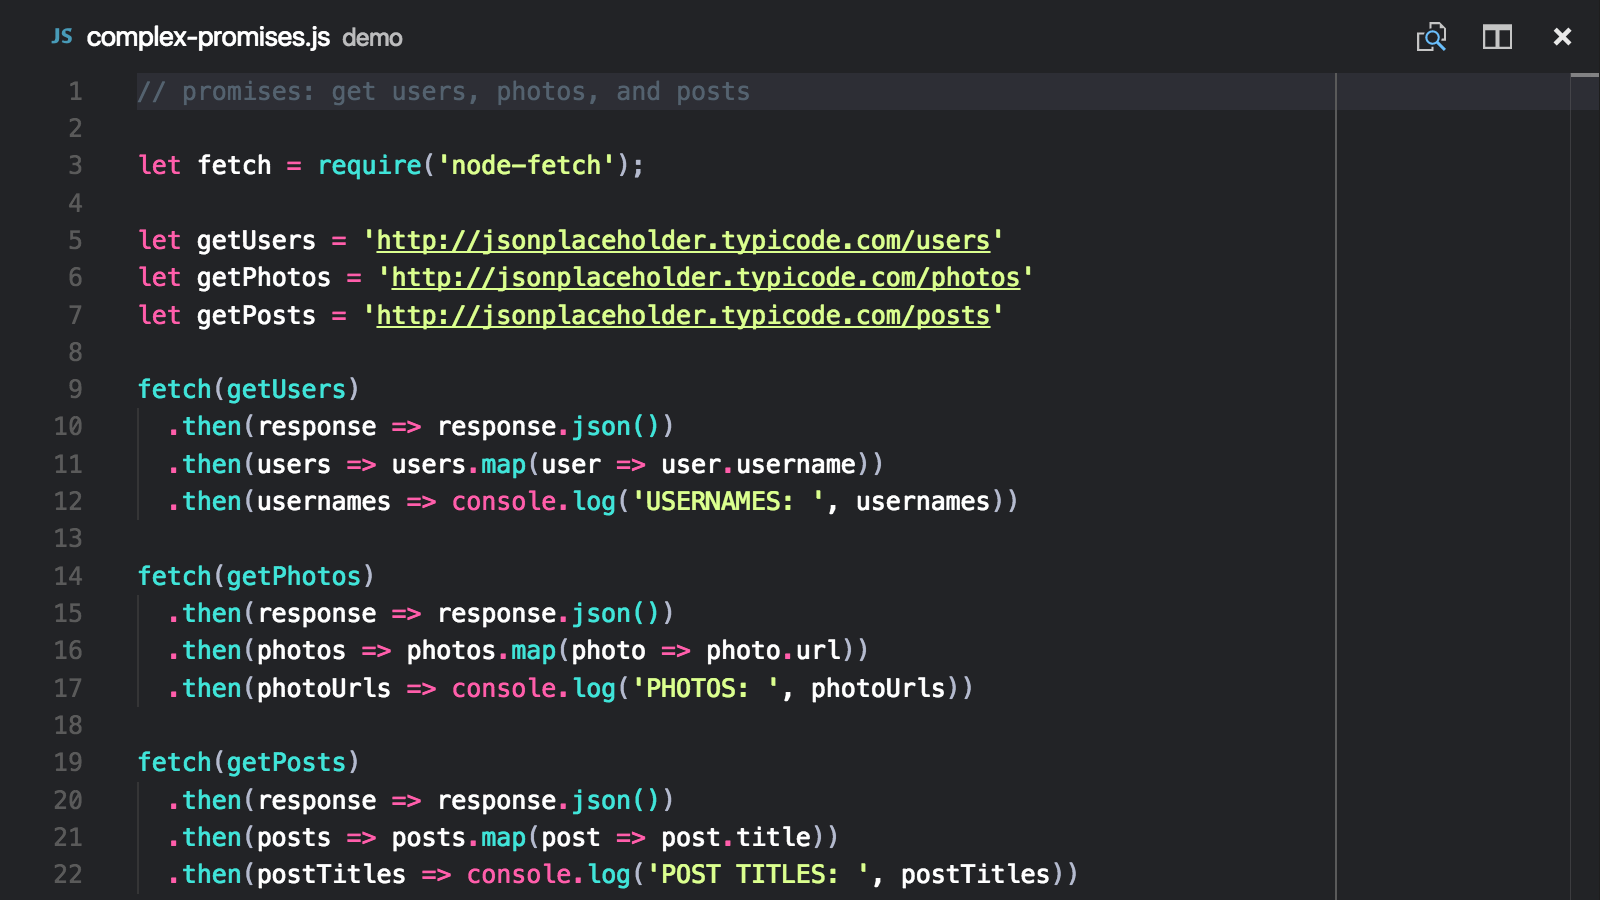 JS complex-promises.js demo
1 // promises: get users, photos, and posts
2
3 let fetch = require('node-fetch');
4
5 let getUsers = 'http://jsonplaceholder.typicode.com/users'
6 let getPhotos = 'http://jsonplaceholder.typicode.com/photos'
7 let getPosts = 'http://jsonplaceholder.typicode.com/posts'
8
9 fetch(getUsers)
10 .then(response => response.json())
11 .then(users => users.map(user => user.username))
12 .then(usernames => console.log('USERNAMES: ', usernames))
13
14 fetch(getPhotos)
15 .then(response => response.json())
16 .then(photos => photos.map(photo => photo.url))
17 .then(photoUrls => console.log('PHOTOS: ', photoUrls))
18
19 fetch(getPosts)
20 .then(response => response.json())
21 .then(posts => posts.map(post => post.title))
22 .then(postTitles => console.log('POST TITLES: ', postTitles))